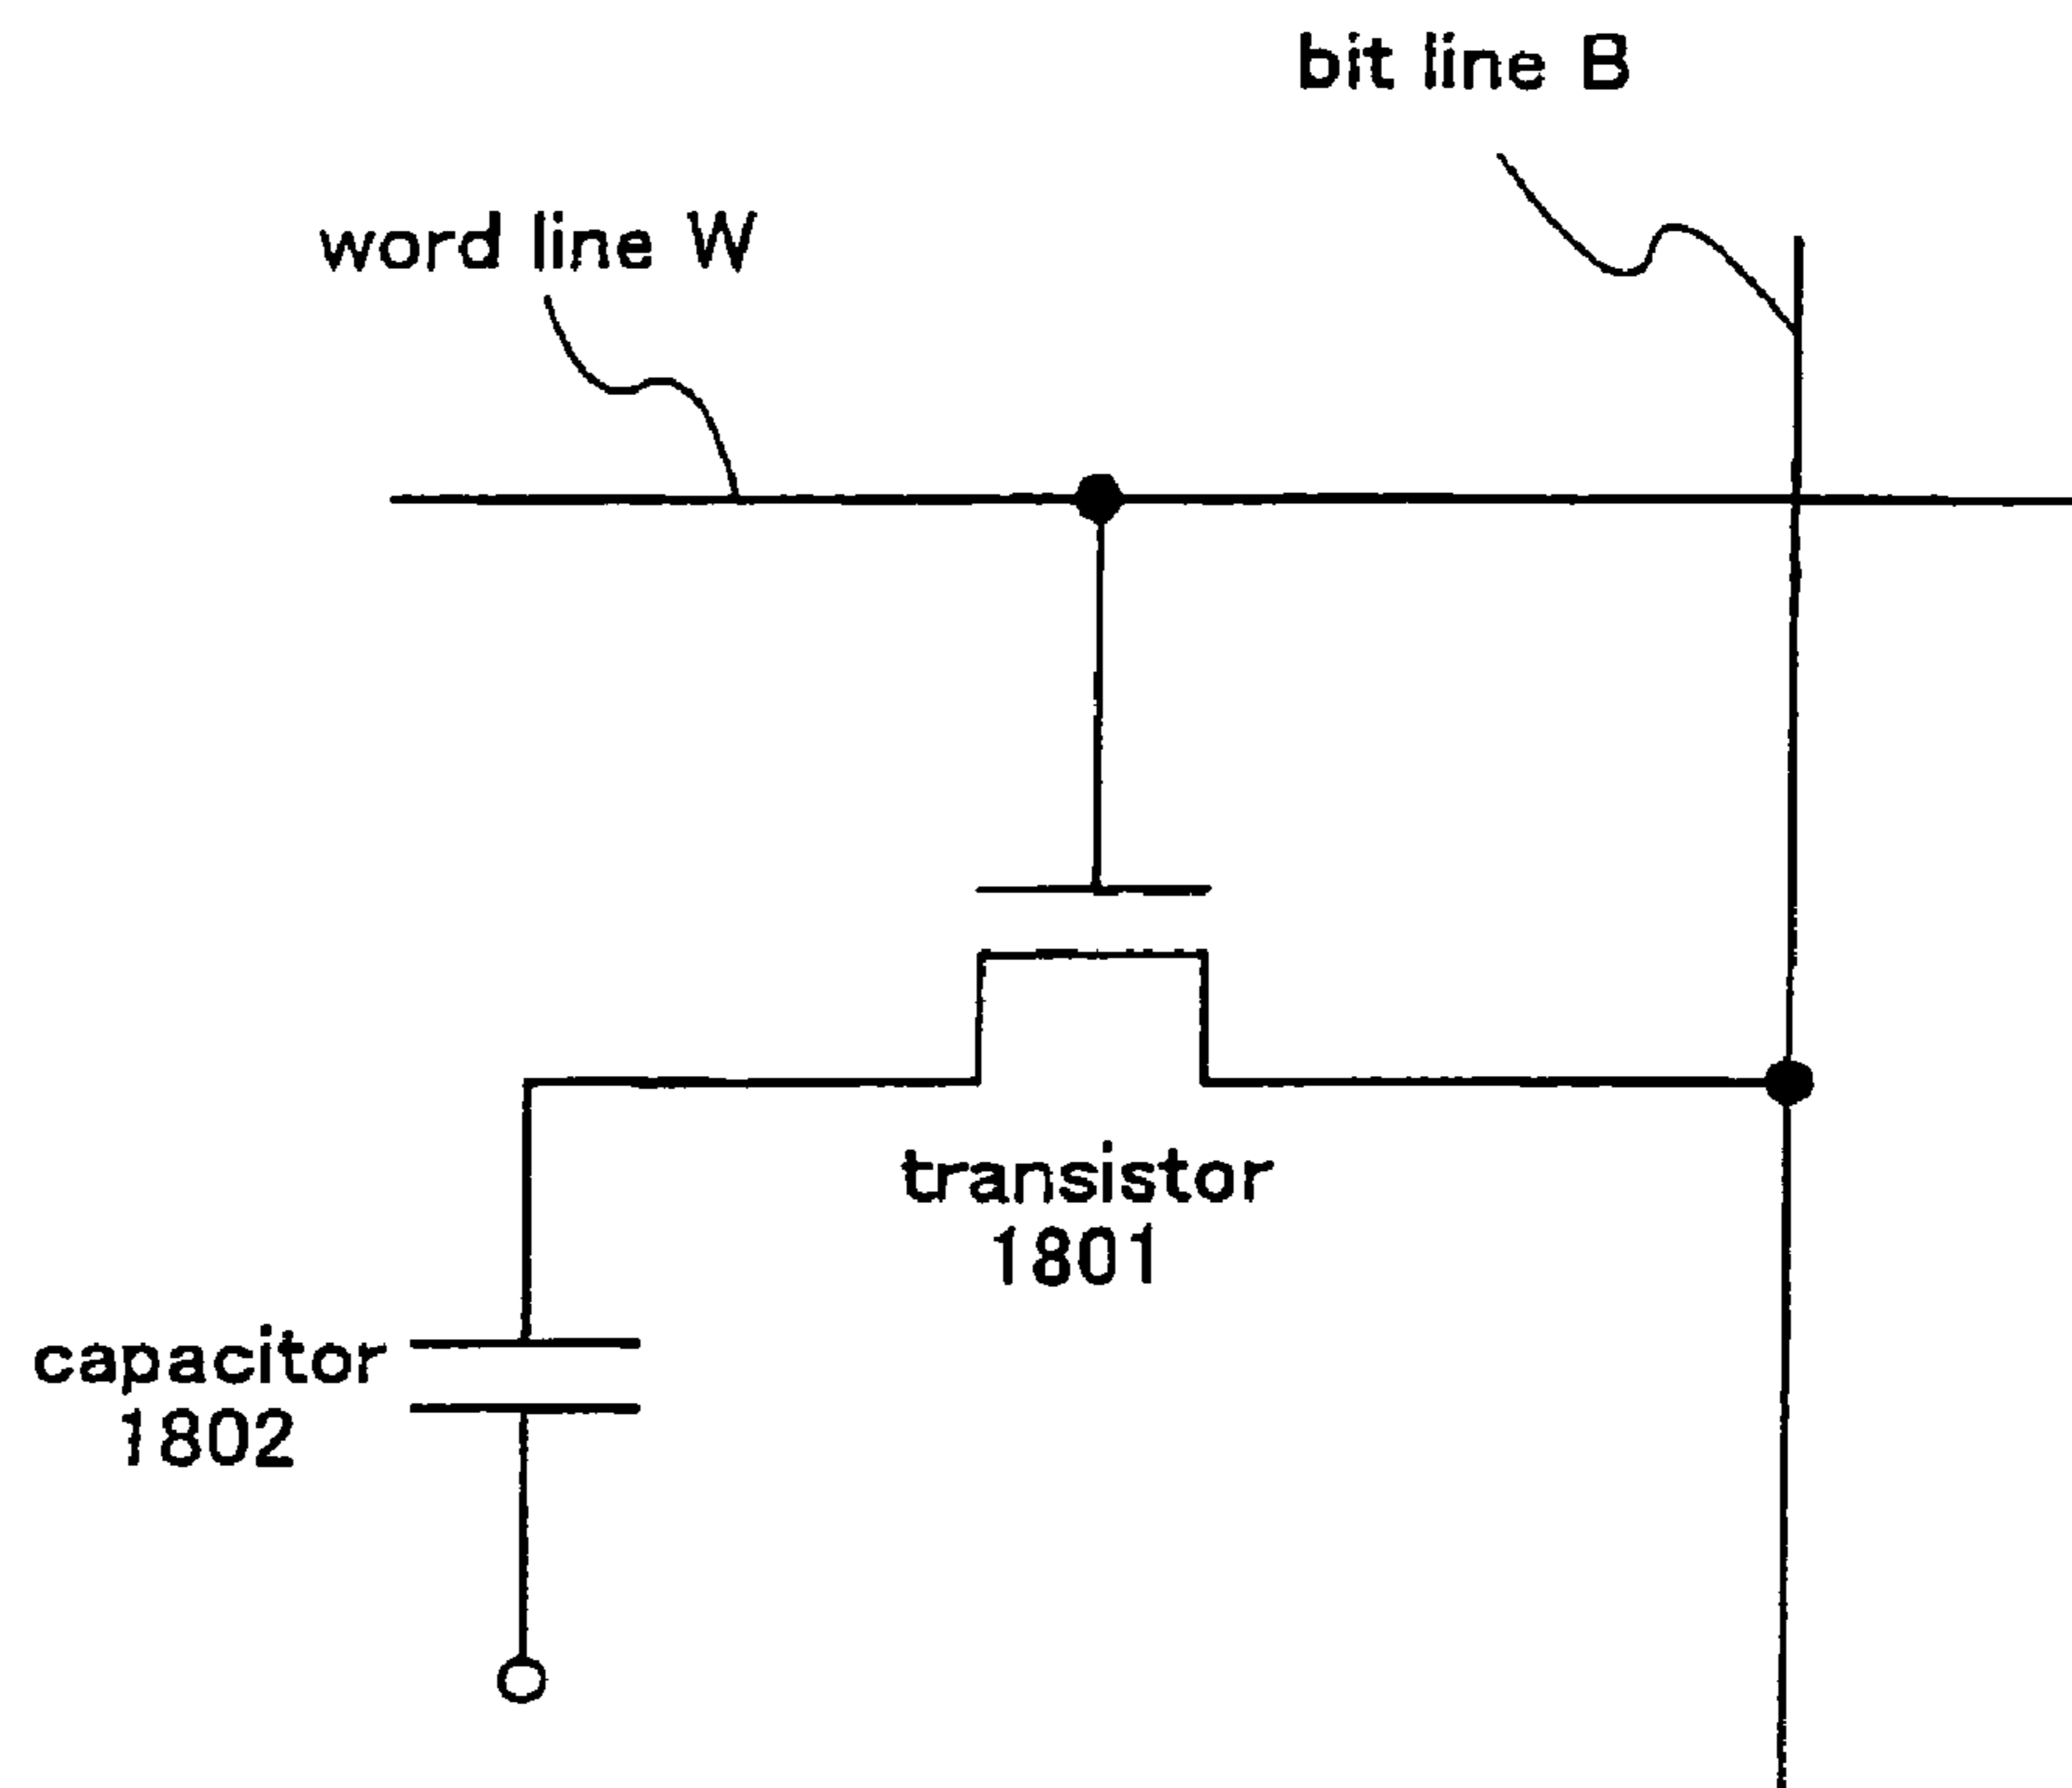 bit line B
word line W
transistor
1801
capacitor
1802